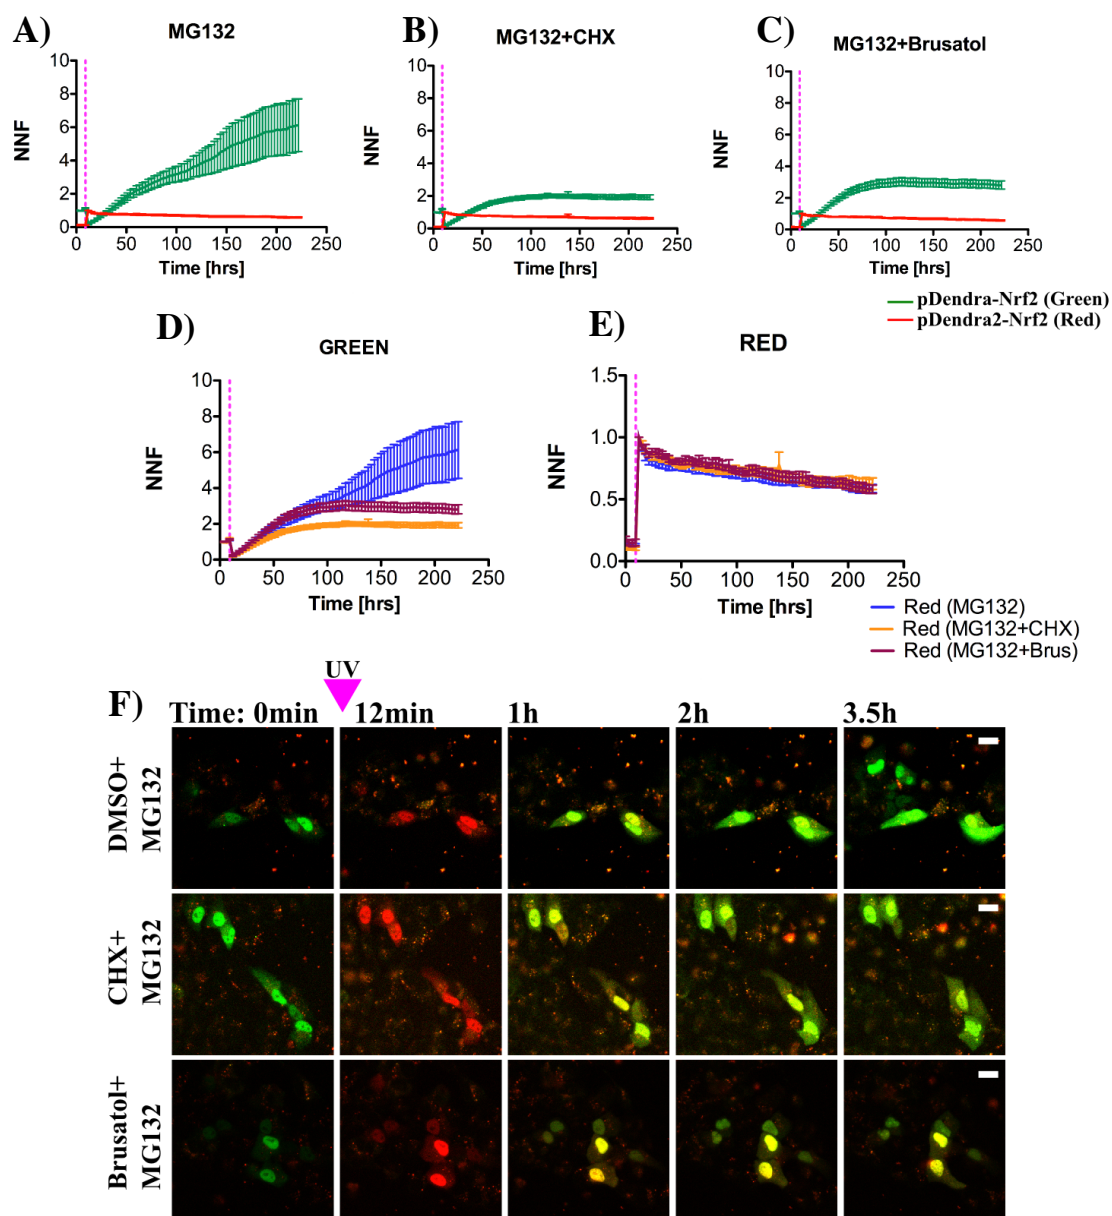 A)
MG132
10
8
6
4
2
0
NNF
0 50 100 150 200 250
Time [hrs]
B)
MG132+CHX
10
8
6
4
2
0
NNF
0 50 100 150 200 250
Time [hrs]
C)
MG132+Brusatol
10
8
6
4
2
0
NNF
0 50 100 150 200 250
Time [hrs]
pDendra-Nrf2 (Green)
pDendra2-Nrf2 (Red)
D)
GREEN
10
8
6
4
2
0
NNF
0 50 100 150 200 250
Time [hrs]
E)
RED
1.5
1.0
0.5
0.0
NNF
0 50 100 150 200 250
Time [hrs]
Red (MG132)
Red (MG132+CHX)
Red (MG132+Brus)
F)
UV
Time: 0min 12min 1h 2h 3.5h
DMSO+
MG132
CHX+
MG132
Brusatol+
MG132